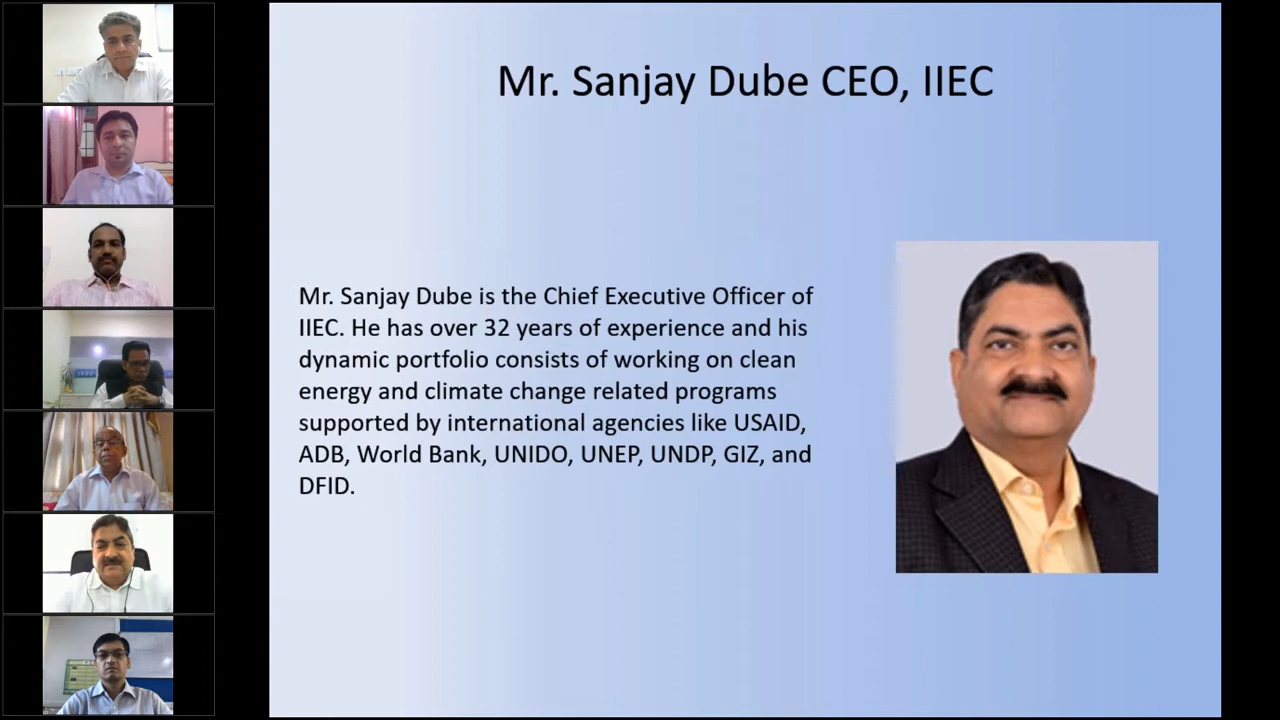 Mr. Sanjay Dube CEO, IIEC
Mr. Sanjay Dube is the Chief Executive Officer of
IIEC. He has over 32 years of experience and his
dynamic portfolio consists of working on clean
energy and climate change related programs
supported by international agencies like USAID,
ADB, World Bank, UNIDO, UNEP, UNDP, GIZ, and
DFID.